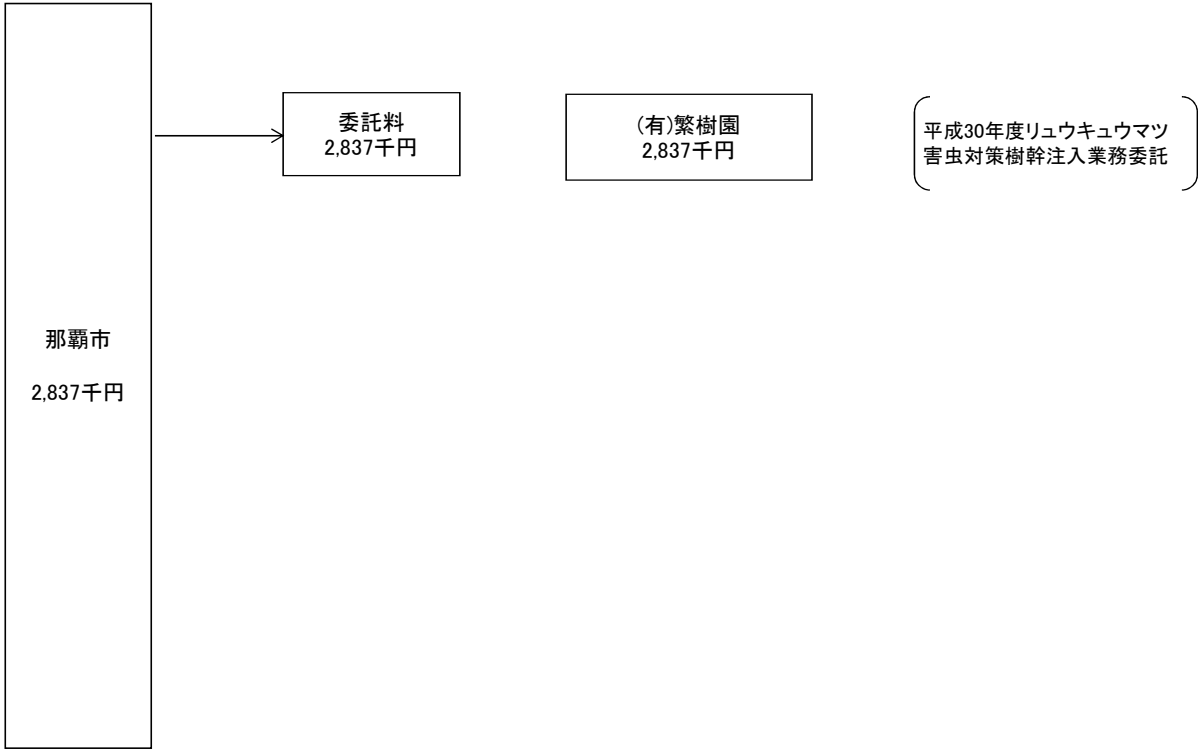 那覇市
2,837千円
委託料
2,837千円
(有)繁樹園
2,837千円
平成30年度リュウキュウマツ
害虫対策樹幹注入業務委託